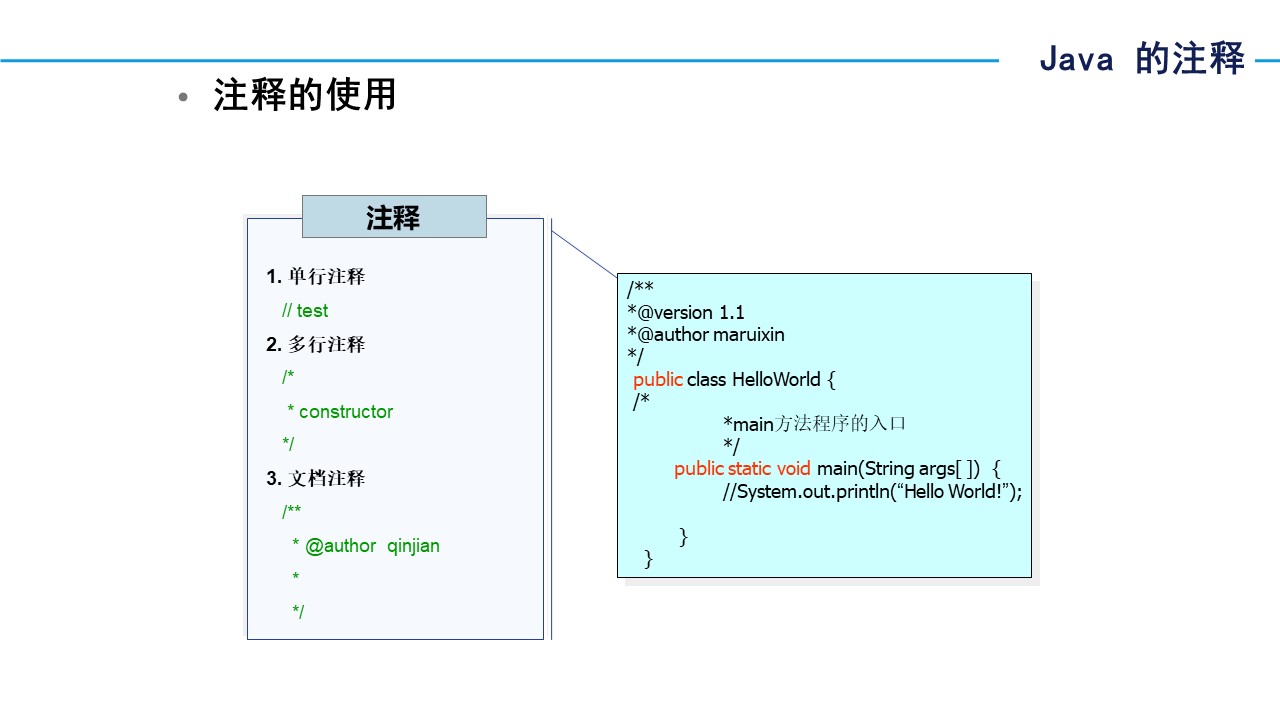 Java 的注释
• 注释的使用
注释
1. 单行注释
// test
2. 多行注释
/*
* constructor
*/
3. 文档注释
/**
* @author qinjian
*
*/
/**
*@version 1.1
*@author maruixin
*/
public class HelloWorld {
/*
*main方法程序的入口
*/
public static void main(String args[ ]) {
//System.out.println(“Hello World!”);
}
}